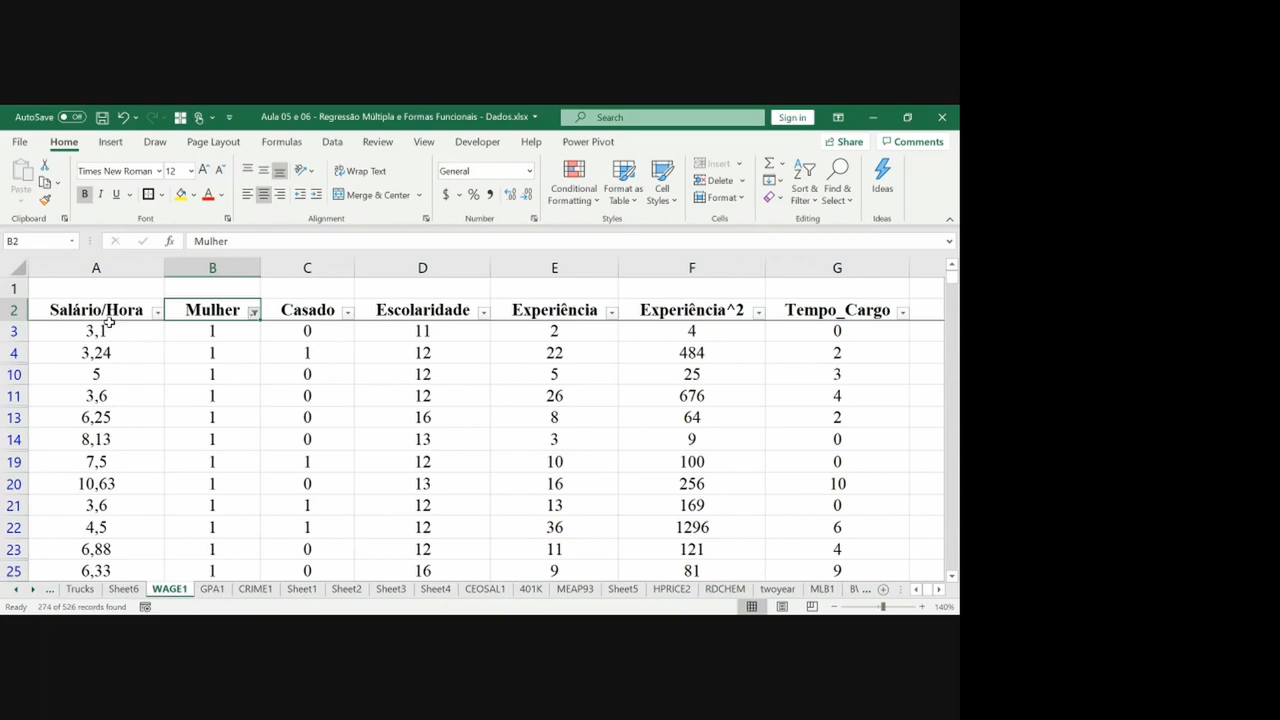 AutoSave Off Aula 05 e 06 - Regressão Múltipla e Formas Funcionais - Dados.xlsx Search Sign in
File Home Insert Draw Page Layout Formulas Data Review View Developer Help Power Pivot Share Comments
Paste Times New Roman 12 Wrap Text General Conditional Formatting Format as Table Cell Styles Insert Sort & Filter Find & Select Ideas
B I U Merge & Center $ % Delete
Format
Clipboard Font Alignment Number Styles Cells Editing Ideas
B2 fx Mulher
A B C D E F G
1
2 Salário/Hora Mulher Casado Escolaridade Experiência Experiência^2 Tempo_Cargo
3 3,1 1 0 11 2 4 0
4 3,24 1 1 12 22 484 2
10 5 1 0 12 5 25 3
11 3,6 1 0 12 26 676 4
13 6,25 1 0 16 8 64 2
14 8,13 1 0 13 3 9 0
19 7,5 1 1 12 10 100 0
20 10,63 1 0 13 16 256 10
21 3,6 1 1 12 13 169 0
22 4,5 1 1 12 36 1296 6
23 6,88 1 0 12 11 121 4
25 6,33 1 0 16 9 81 9
... Trucks Sheet6 WAGE1 GPA1 CRIME1 Sheet1 Sheet2 Sheet3 Sheet4 CEOSAL1 401K MEAP93 Sheet5 HPRICE2 RDCHEM twoyear MLB1 ...
Ready 274 of 526 records found 140%